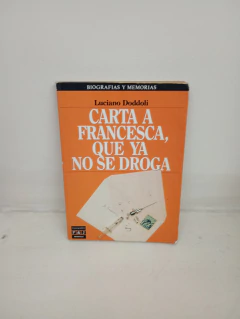 BIOGRAFIAS Y MEMORIAS
Luciano Doddoli
CARTA A
FRANCESCA,
QUE YA
NO SE DROGA